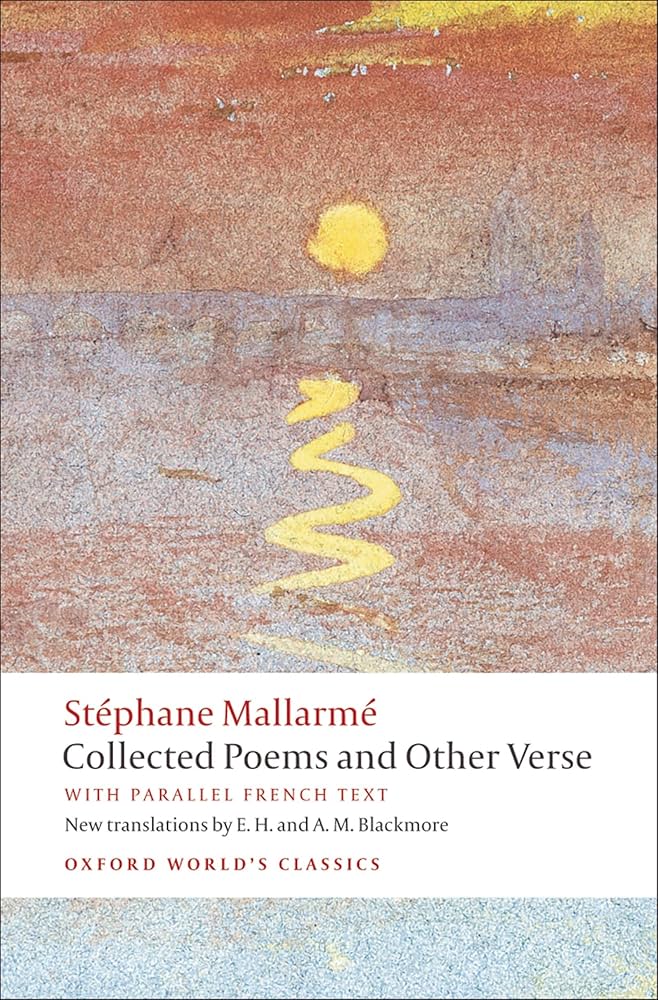 Stéphane Mallarmé
Collected Poems and Other Verse
WITH PARALLEL FRENCH TEXT
New translations by E. H. and A. M. Blackmore
OXFORD WORLD'S CLASSICS